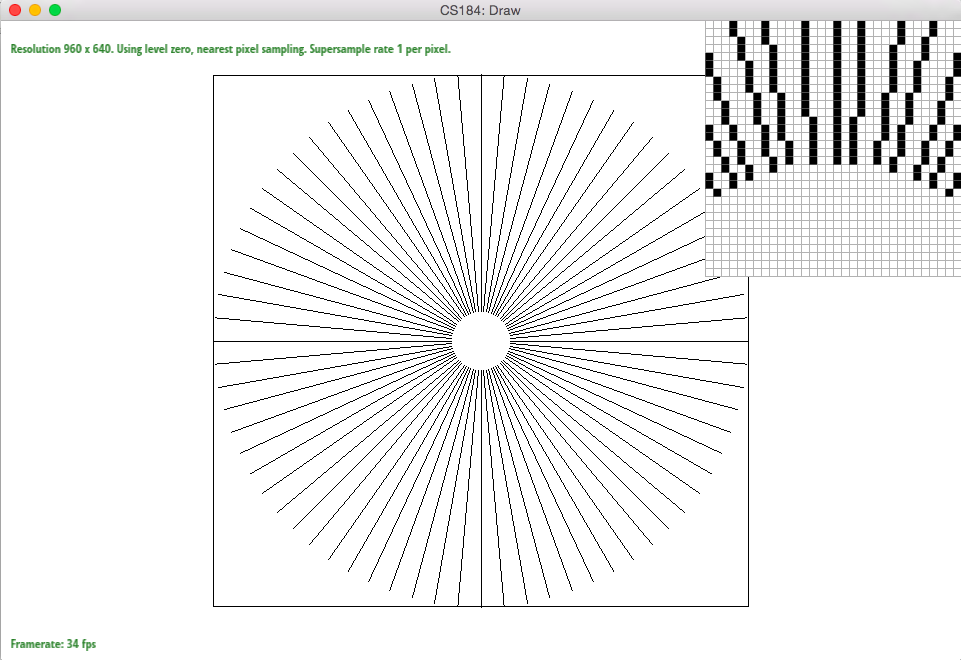 CS184: Draw
Resolution 960 x 640. Using level zero, nearest pixel sampling. Supersample rate 1 per pixel.
Framerate: 34 fps